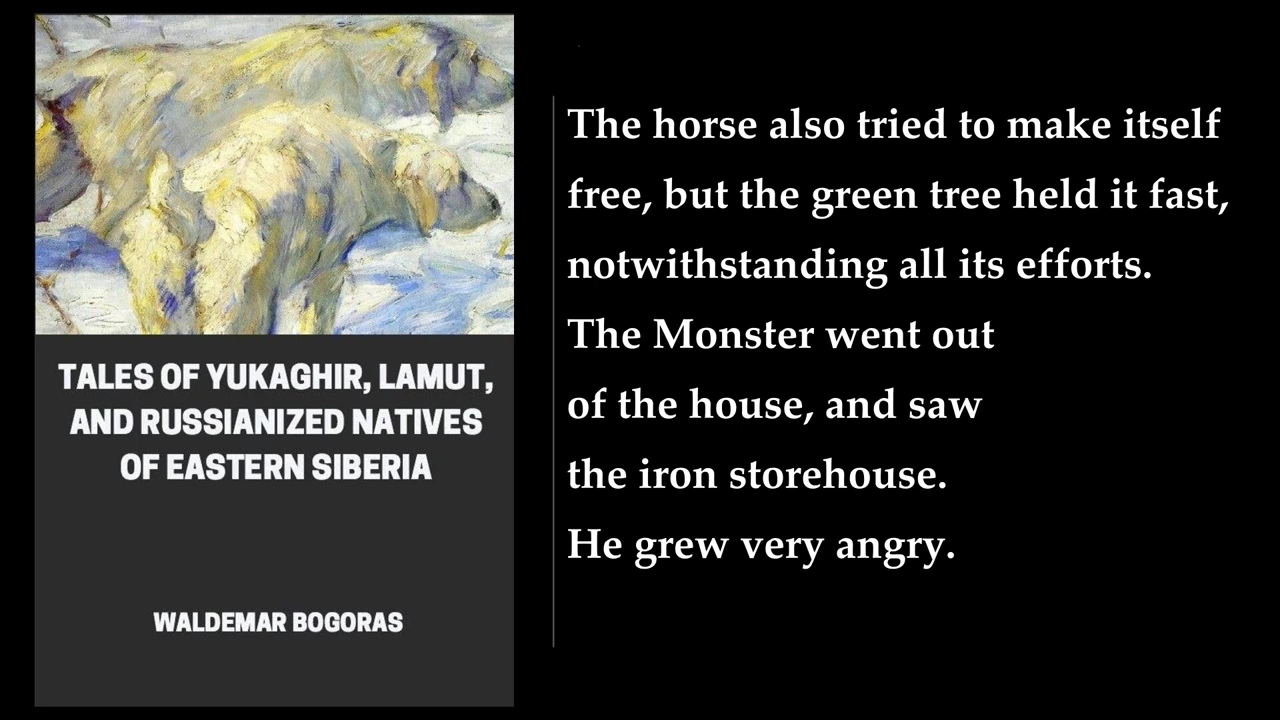 TALES OF YUKAGHIR, LAMUT,
AND RUSSIANIZED NATIVES
OF EASTERN SIBERIA
WALDEMAR BOGORAS
The horse also tried to make itself
free, but the green tree held it fast,
notwithstanding all its efforts.
The Monster went out
of the house, and saw
the iron storehouse.
He grew very angry.